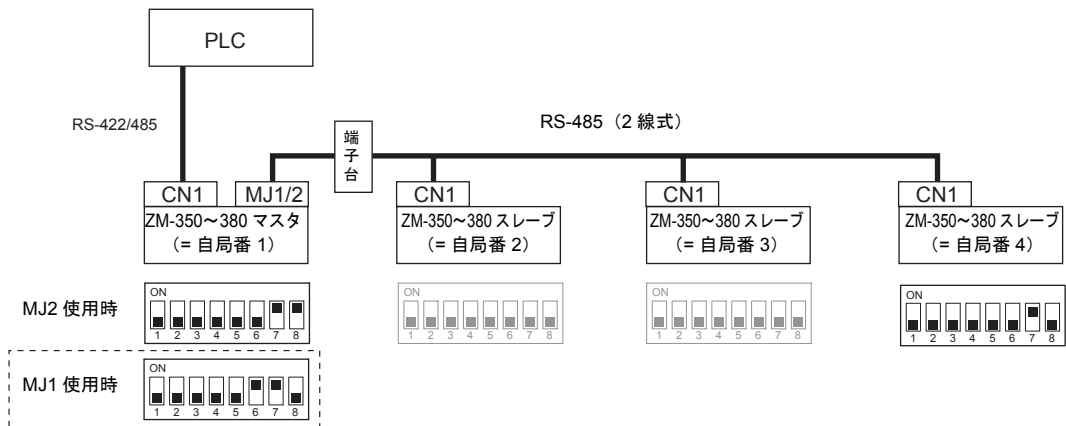 PLC
RS-422/485
RS-485（2 線式）
端子台
CN1 MJ1/2
ZM-350～380 マスタ
（= 自局番 1）
CN1
ZM-350～380 スレーブ
（= 自局番 2）
CN1
ZM-350～380 スレーブ
（= 自局番 3）
CN1
ZM-350～380 スレーブ
（= 自局番 4）
MJ2 使用時
ON
1 2 3 4 5 6 7 8
ON
1 2 3 4 5 6 7 8
ON
1 2 3 4 5 6 7 8
ON
1 2 3 4 5 6 7 8
MJ1 使用時
ON
1 2 3 4 5 6 7 8